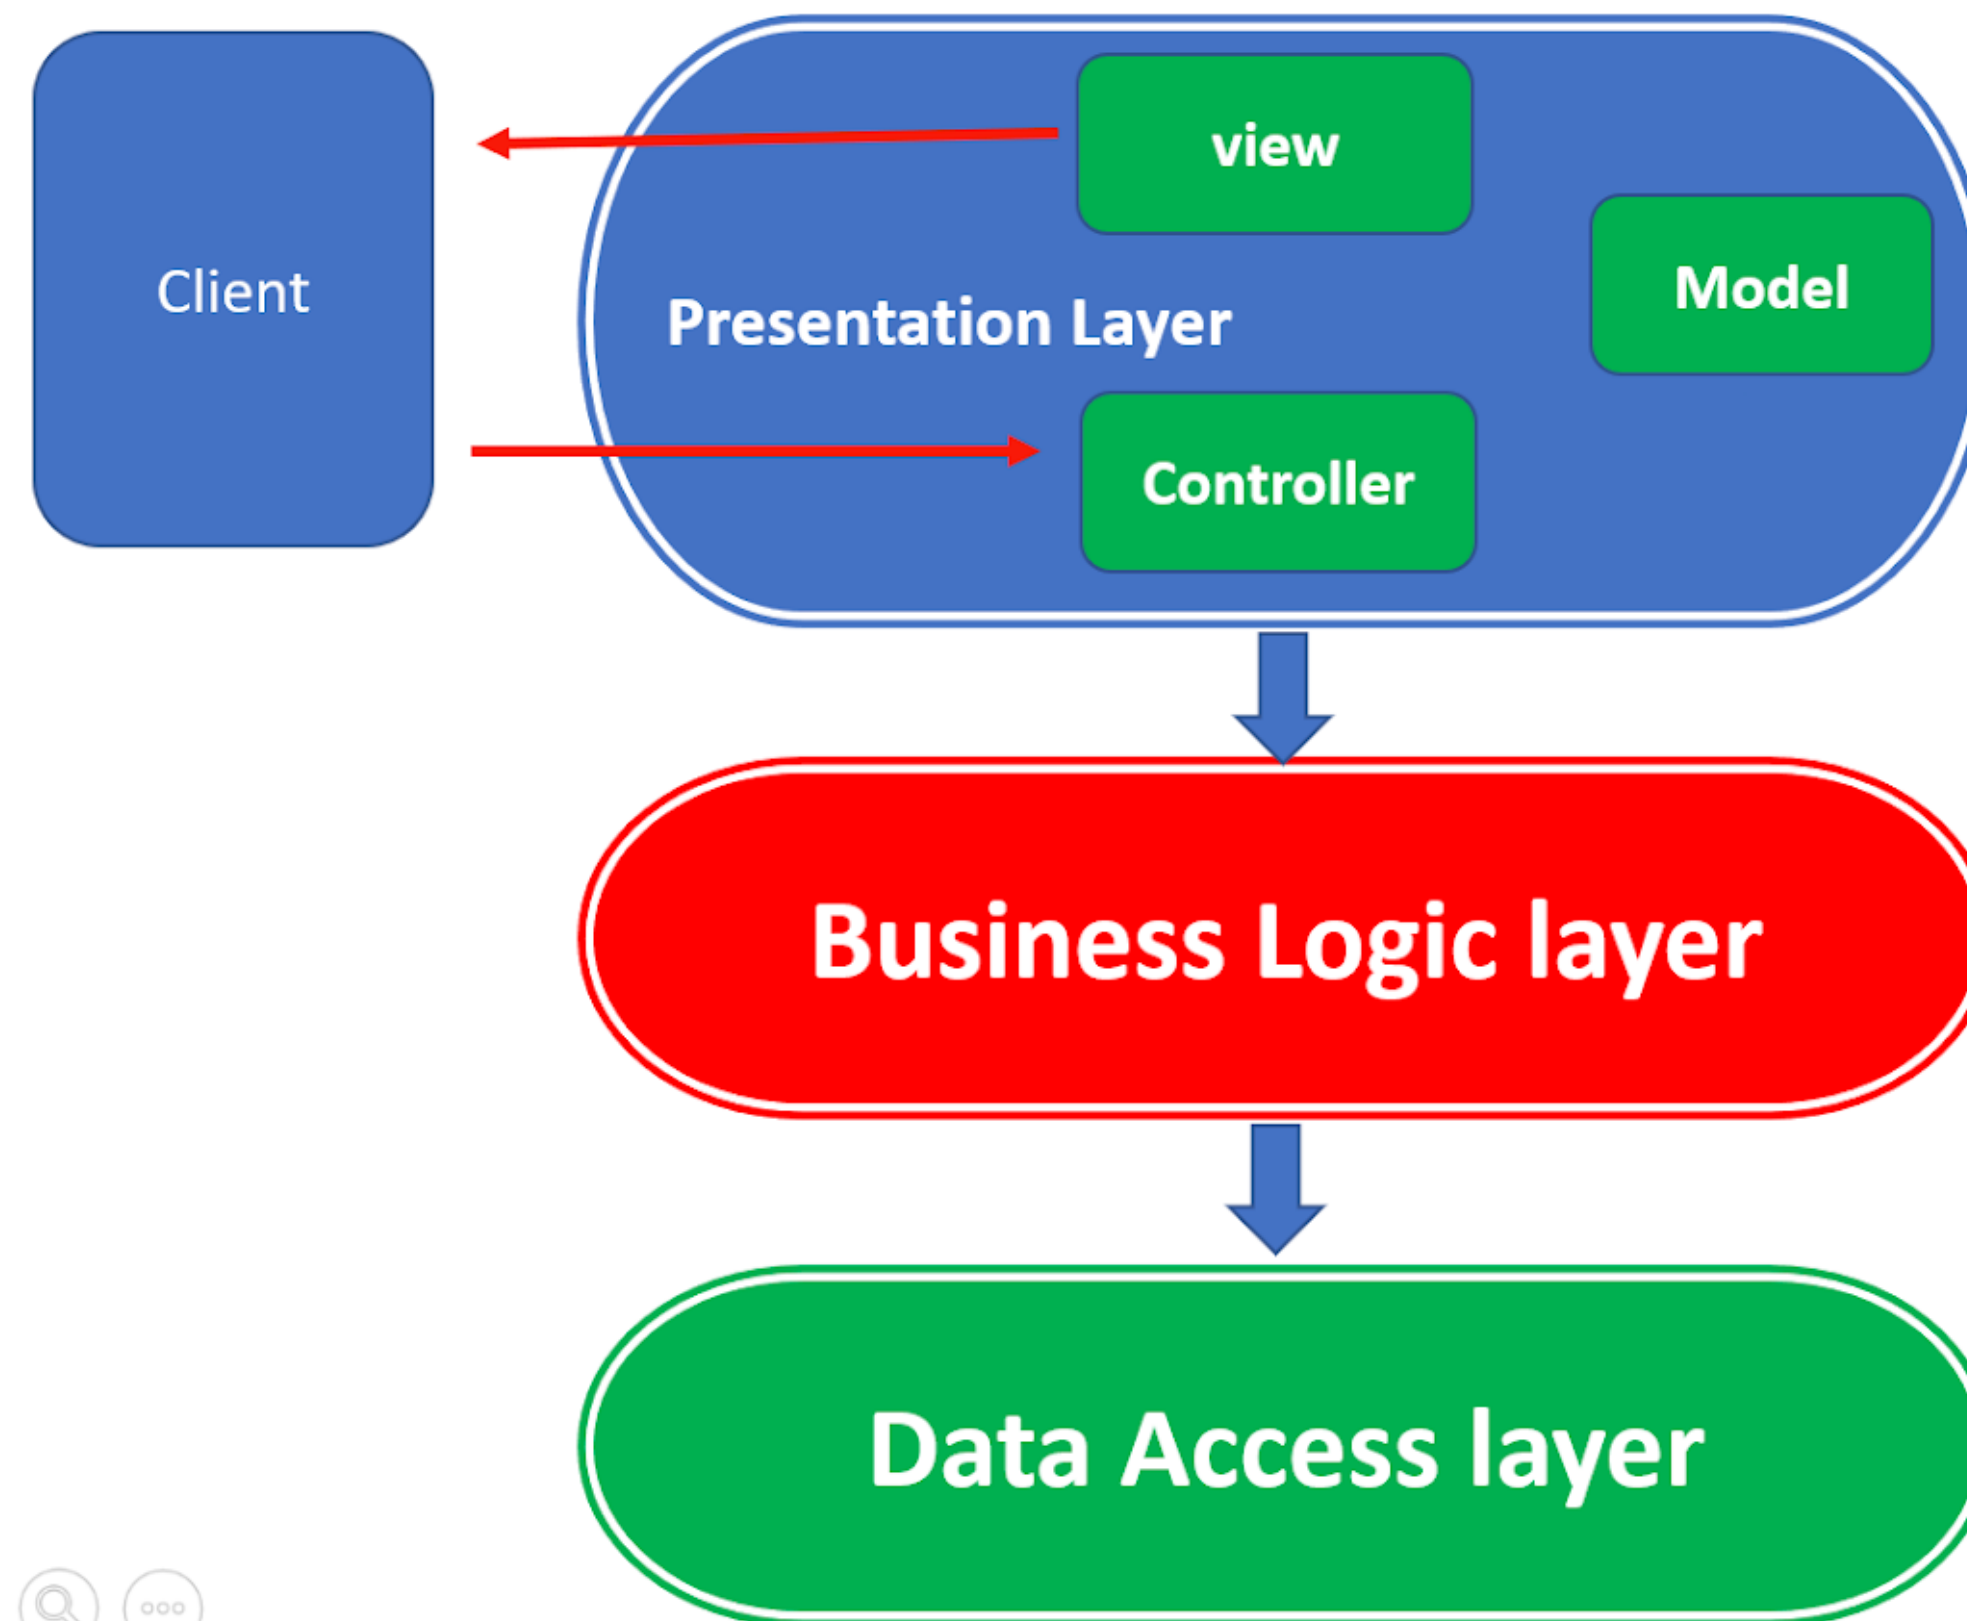 Client
view
Model
Presentation Layer
Controller
Business Logic layer
Data Access layer